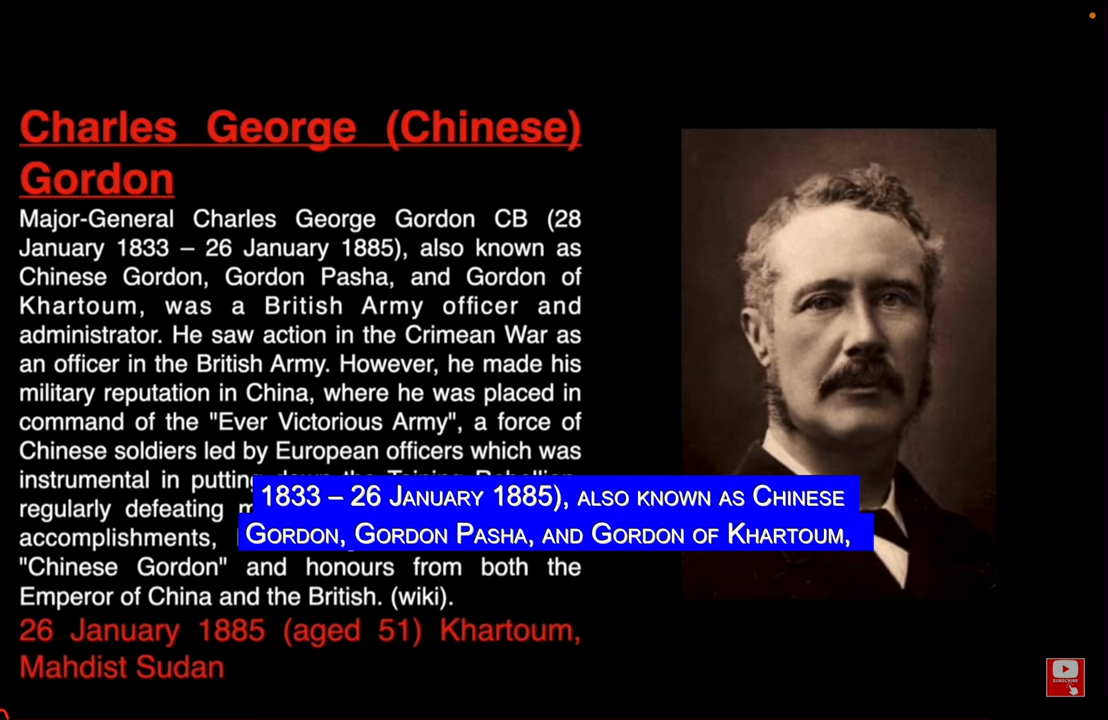 Charles George (Chinese)
Gordon
Major-General Charles George Gordon CB (28
January 1833 – 26 January 1885), also known as
Chinese Gordon, Gordon Pasha, and Gordon of
Khartoum, was a British Army officer and
administrator. He saw action in the Crimean War as
an officer in the British Army. However, he made his
military reputation in China, where he was placed in
command of the "Ever Victorious Army", a force of
Chinese soldiers led by European officers which was
instrumental in putting down the Taiping Rebellion,
regularly defeating
accomplishments,
"Chinese Gordon" and honours from both the
Emperor of China and the British. (wiki).
26 January 1885 (aged 51) Khartoum,
Mahdist Sudan
1833 – 26 January 1885), also known as Chinese
Gordon, Gordon Pasha, and Gordon of Khartoum,
SUBSCRIBE